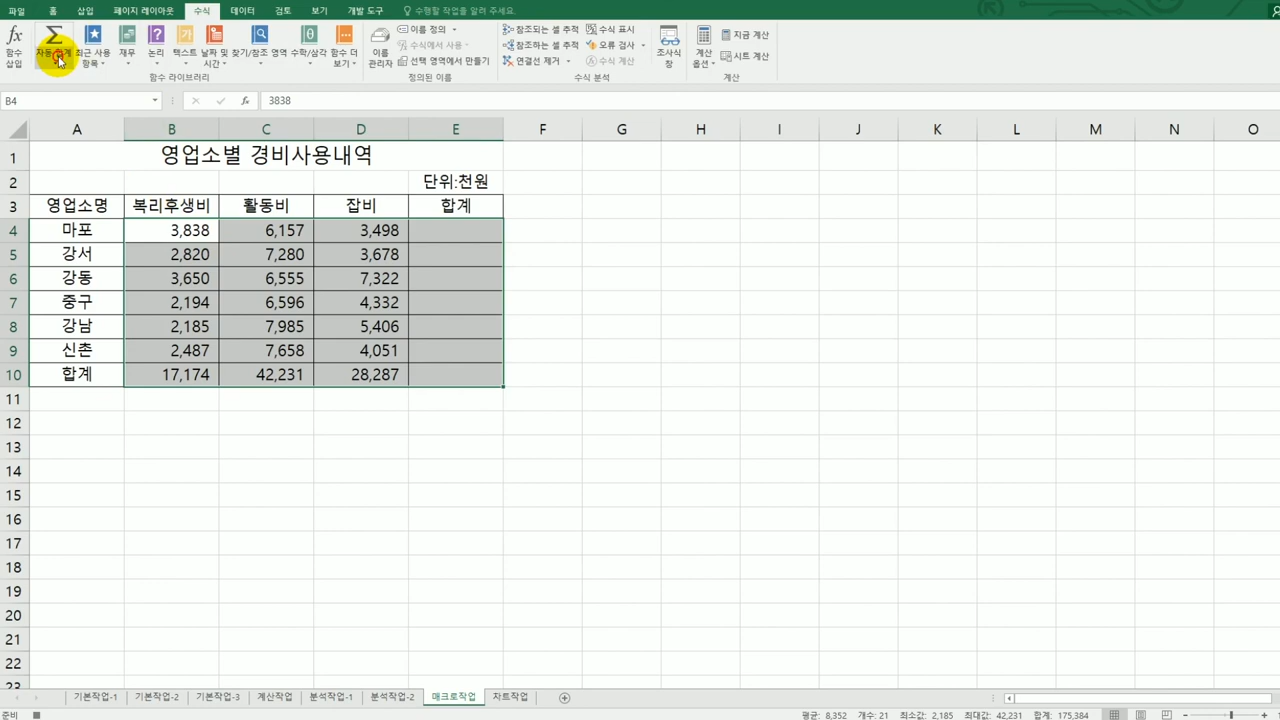 파일 홈 삽입 페이지 레이아웃 수식 데이터 검토 보기 개발 도구 수행할 작업을 알려 주세요.
fx 함수 삽입
Σ 자동 합계
최근 사용 항목
재무
논리
텍스트
날짜 및 시간
찾기/참조 영역
수학/삼각
함수 더 보기
함수 라이브러리
이름 관리자
이름 정의
수식에서 사용
선택 영역에서 만들기
정의된 이름
참조되는 셀 추적
참조하는 셀 추적
연결선 제거
수식 표시
오류 검사
수식 계산
수식 분석
조사식 창
계산 옵션
지금 계산
시트 계산
계산
B4 fx 3838
A B C D E F G H I J K L M N O
1 영업소별 경비사용내역
2 단위:천원
3 영업소명 복리후생비 활동비 잡비 합계
4 마포 3,838 6,157 3,498
5 강서 2,820 7,280 3,678
6 강동 3,650 6,555 7,322
7 중구 2,194 6,596 4,332
8 강남 2,185 7,985 5,406
9 신촌 2,487 7,658 4,051
10 합계 17,174 42,231 28,287
11
12
13
14
15
16
17
18
19
20
21
22
23
기본작업-1 기본작업-2 기본작업-3 계산작업 분석작업-1 분석작업-2 매크로작업 차트작업
준비 평균: 8,352 개수: 21 최소값: 2,185 최대값: 42,231 합계: 175,384